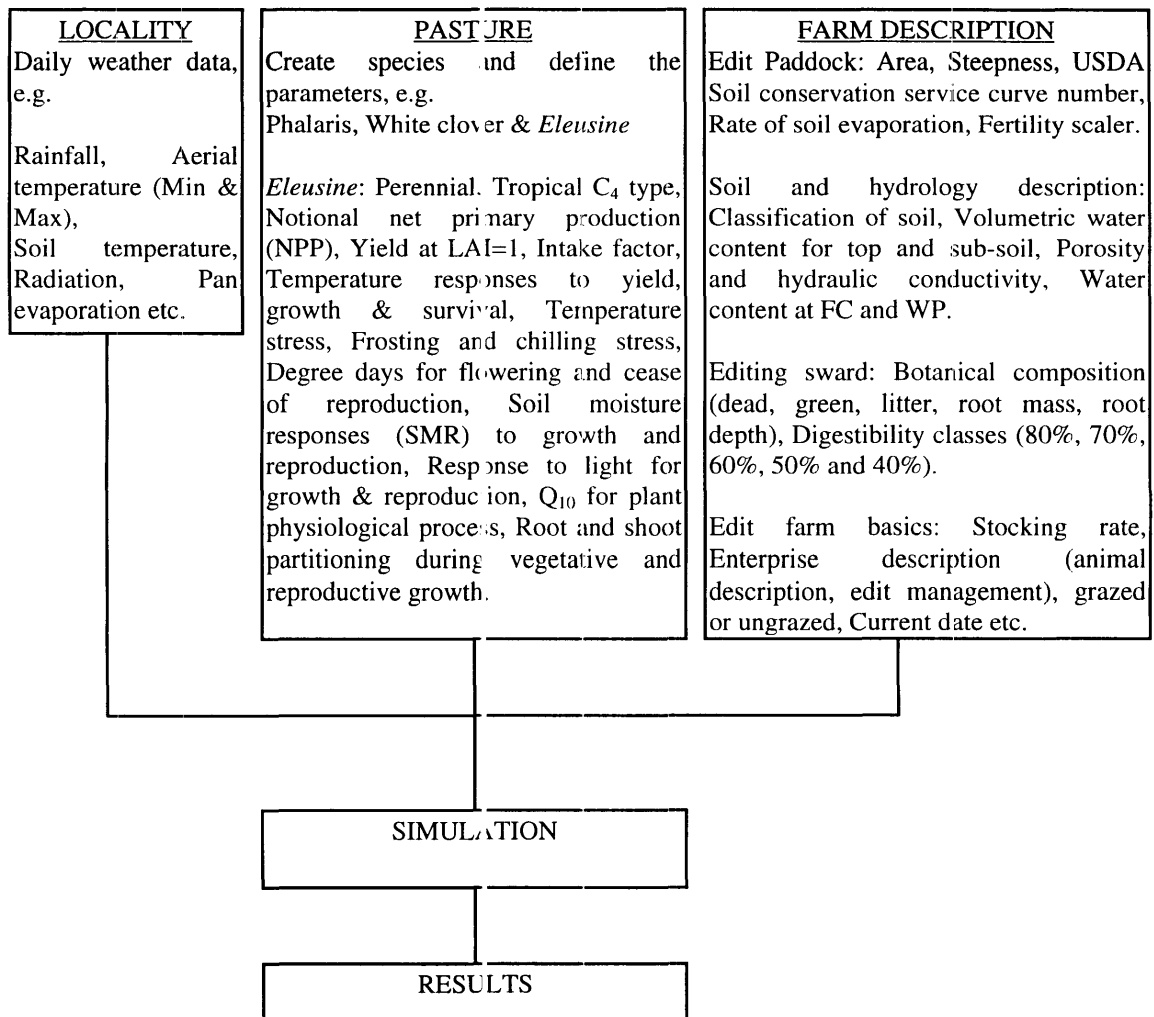 LOCALITY
Daily weather data,
e.g.
Rainfall, Aerial
temperature (Min &
Max),
Soil temperature,
Radiation, Pan
evaporation etc.
PASTURE
Create species and define the
parameters, e.g.
Phalaris, White clover & Eleusine
Eleusine: Perennial. Tropical C₄ type,
Notional net primary production
(NPP), Yield at LAI=1, Intake factor,
Temperature responses to yield,
growth & survival, Temperature
stress, Frosting and chilling stress,
Degree days for flowering and cease
of reproduction, Soil moisture
responses (SMR) to growth and
reproduction, Response to light for
growth & reproduction, Q₁₀ for plant
physiological process, Root and shoot
partitioning during vegetative and
reproductive growth.
FARM DESCRIPTION
Edit Paddock: Area, Steepness, USDA
Soil conservation service curve number,
Rate of soil evaporation, Fertility scaler.
Soil and hydrology description:
Classification of soil, Volumetric water
content for top and sub-soil, Porosity
and hydraulic conductivity, Water
content at FC and WP.
Editing sward: Botanical composition
(dead, green, litter, root mass, root
depth), Digestibility classes (80%, 70%,
60%, 50% and 40%).
Edit farm basics: Stocking rate,
Enterprise description (animal
description, edit management), grazed
or ungrazed, Current date etc.
SIMULATION
RESULTS